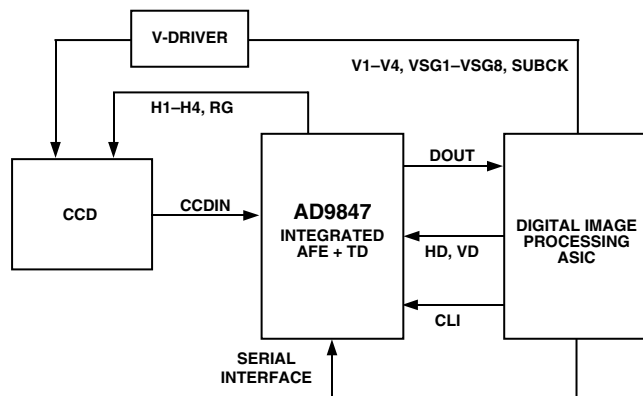 V-DRIVER
V1–V4, VSG1–VSG8, SUBCK
H1–H4, RG
CCD
CCDIN
AD9847
INTEGRATED
AFE + TD
DOUT
HD, VD
CLI
DIGITAL IMAGE
PROCESSING
ASIC
SERIAL
INTERFACE